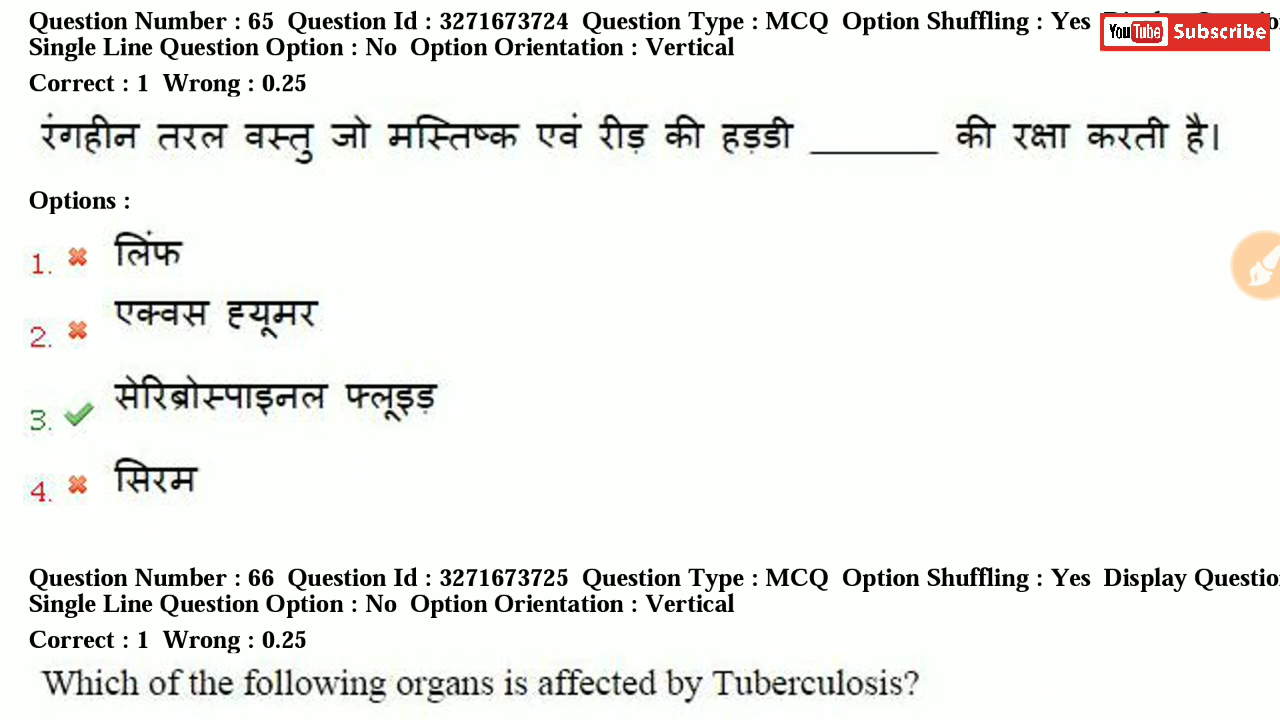 Question Number : 65 Question Id : 3271673724 Question Type : MCQ Option Shuffling : Yes
YouTube Subscribe
Single Line Question Option : No Option Orientation : Vertical
Correct : 1 Wrong : 0.25
रंगहीन तरल वस्तु जो मस्तिष्क एवं रीड़ की हड़डी ________ की रक्षा करती है।
Options :
1. लिंफ
2. एक्वस ह्यूमर
3. सेरिब्रोस्पाइनल फ्लूइड़
4. सिरम
Question Number : 66 Question Id : 3271673725 Question Type : MCQ Option Shuffling : Yes Display Questio
Single Line Question Option : No Option Orientation : Vertical
Correct : 1 Wrong : 0.25
Which of the following organs is affected by Tuberculosis?